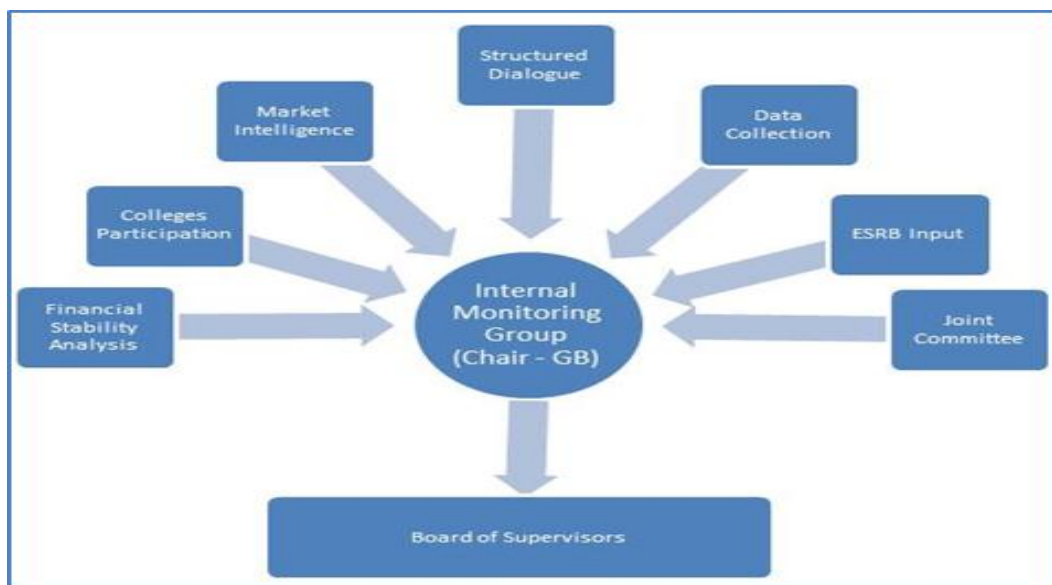 Structured
Dialogue
Market
Intelligence
Data
Collection
Colleges
Participation
ESRB Input
Financial
Stability
Analysis
Internal
Monitoring
Group
(Chair - GB)
Joint
Committee
Board of Supervisors